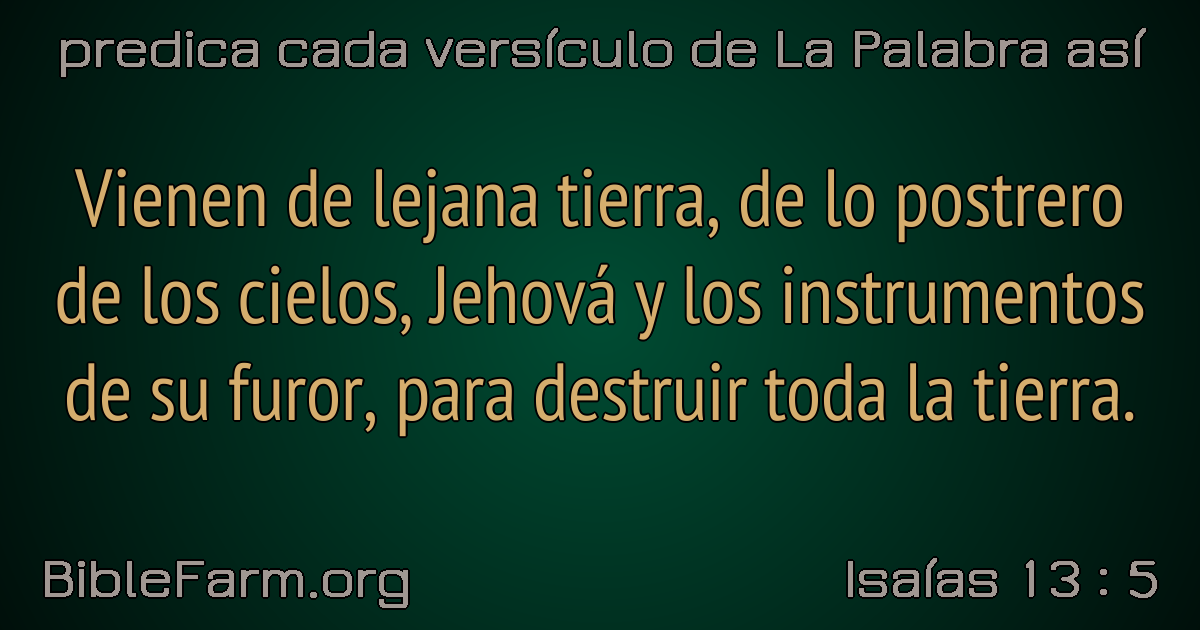 predica cada versículo de La Palabra así
Vienen de lejana tierra, de lo postrero
de los cielos, Jehová y los instrumentos
de su furor, para destruir toda la tierra.
BibleFarm.org
Isaías 13 : 5